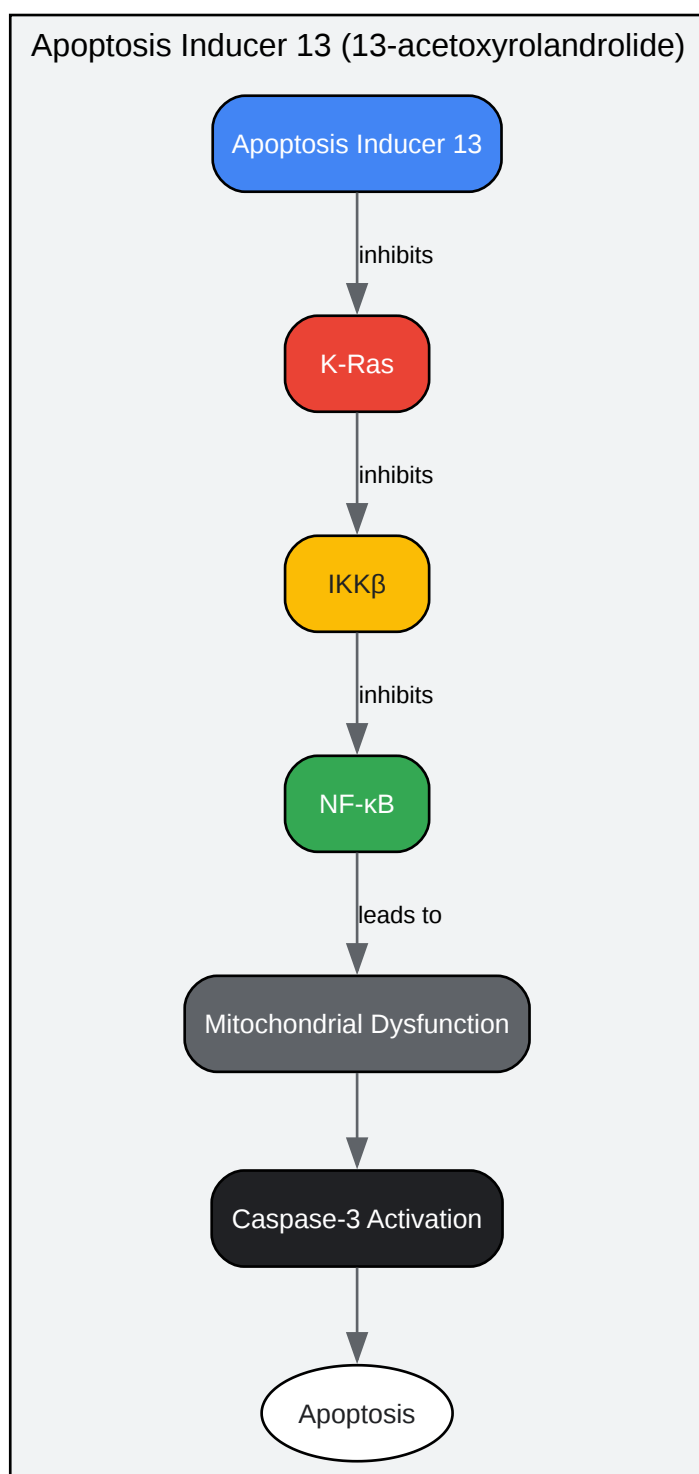 Apoptosis Inducer 13 (13-acetoxyrolandrolide)
Apoptosis Inducer 13
inhibits
K-Ras
inhibits
IKKβ
inhibits
NF-κB
leads to
Mitochondrial Dysfunction
Caspase-3 Activation
Apoptosis